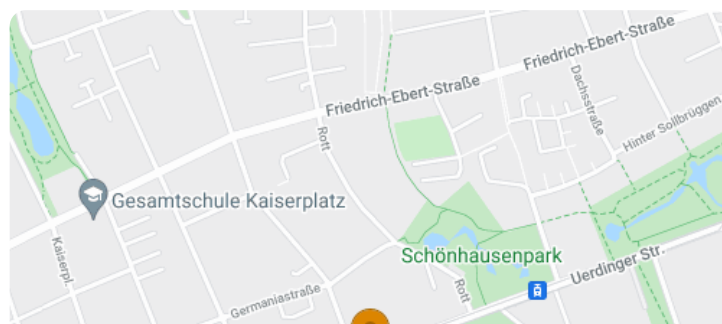 Friedrich-Ebert-Straße
Friedrich-Ebert-Straße
Dachsstraße
Hinter Sollbrüggen
Rott
Gesamtschule Kaiserplatz
Kaiserpl.
Schönhausenpark
Uerdinger Str.
Rott
Germaniastraße